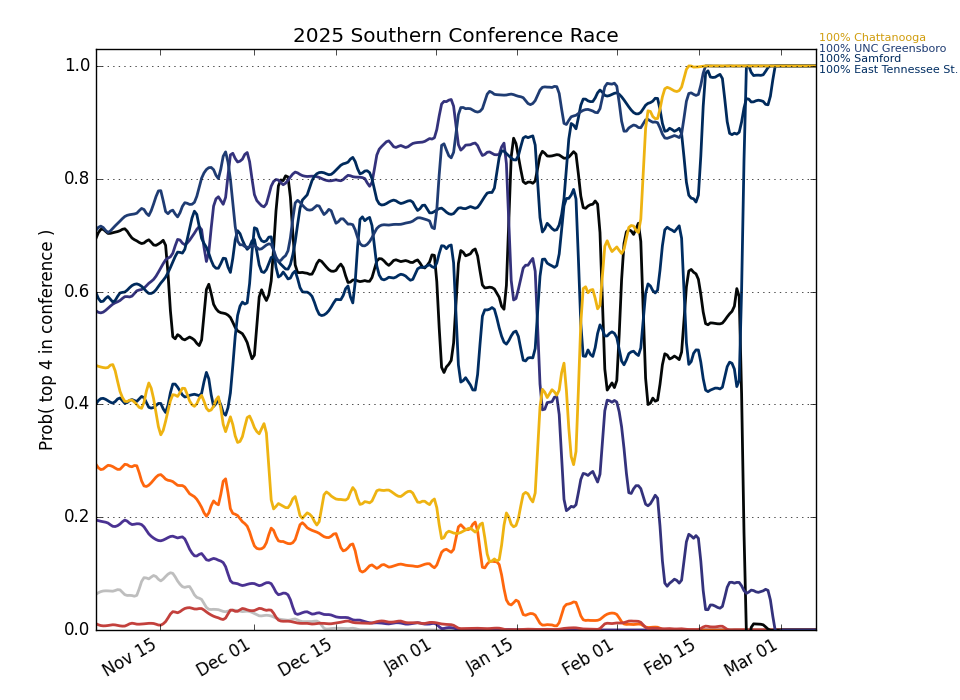 2025 Southern Conference Race
100% Chattanooga
100% UNC Greensboro
100% Samford
100% East Tennessee St.
Prob( top 4 in conference )
1.0
0.8
0.6
0.4
0.2
0.0
Nov 15
Dec 01
Dec 15
Jan 01
Jan 15
Feb 01
Feb 15
Mar 01